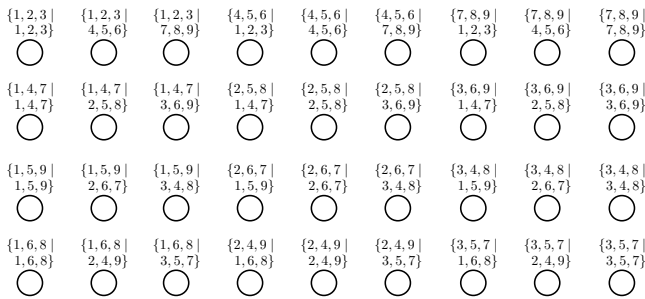 {1, 2, 3 | {1, 2, 3 | {1, 2, 3 | {4, 5, 6 | {4, 5, 6 | {4, 5, 6 | {7, 8, 9 | {7, 8, 9 | {7, 8, 9 |
1, 2, 3} 4, 5, 6} 7, 8, 9} 1, 2, 3} 4, 5, 6} 7, 8, 9} 1, 2, 3} 4, 5, 6} 7, 8, 9}
{1, 4, 7 | {1, 4, 7 | {1, 4, 7 | {2, 5, 8 | {2, 5, 8 | {2, 5, 8 | {3, 6, 9 | {3, 6, 9 | {3, 6, 9 |
1, 4, 7} 2, 5, 8} 3, 6, 9} 1, 4, 7} 2, 5, 8} 3, 6, 9} 1, 4, 7} 2, 5, 8} 3, 6, 9}
{1, 5, 9 | {1, 5, 9 | {1, 5, 9 | {2, 6, 7 | {2, 6, 7 | {2, 6, 7 | {3, 4, 8 | {3, 4, 8 | {3, 4, 8 |
1, 5, 9} 2, 6, 7} 3, 4, 8} 1, 5, 9} 2, 6, 7} 3, 4, 8} 1, 5, 9} 2, 6, 7} 3, 4, 8}
{1, 6, 8 | {1, 6, 8 | {1, 6, 8 | {2, 4, 9 | {2, 4, 9 | {2, 4, 9 | {3, 5, 7 | {3, 5, 7 | {3, 5, 7 |
1, 6, 8} 2, 4, 9} 3, 5, 7} 1, 6, 8} 2, 4, 9} 3, 5, 7} 1, 6, 8} 2, 4, 9} 3, 5, 7}